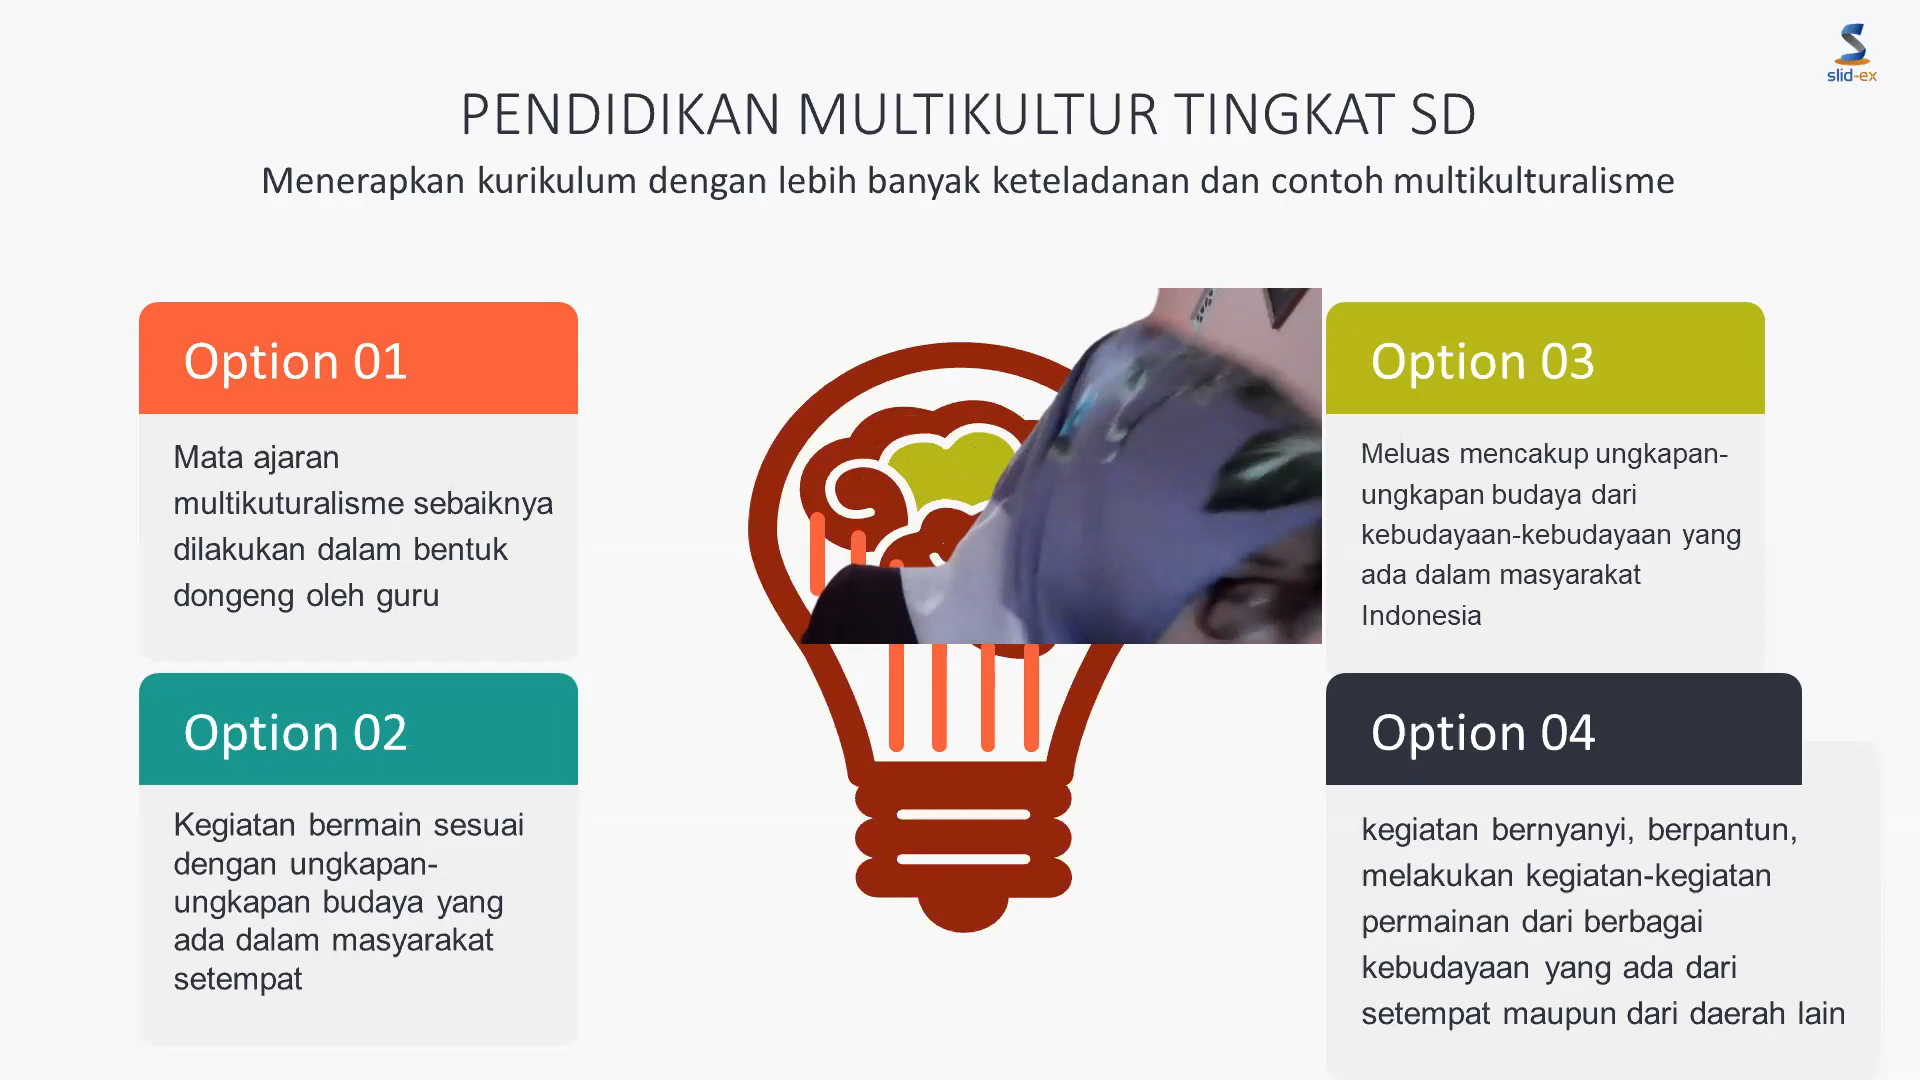 slid-ex
PENDIDIKAN MULTIKULTUR TINGKAT SD
Menerapkan kurikulum dengan lebih banyak keteladanan dan contoh multikulturalisme
Option 01
Mata ajaran
multikuturalisme sebaiknya
dilakukan dalam bentuk
dongeng oleh guru
Option 02
Kegiatan bermain sesuai
dengan ungkapan-
ungkapan budaya yang
ada dalam masyarakat
setempat
Option 03
Meluas mencakup ungkapan-
ungkapan budaya dari
kebudayaan-kebudayaan yang
ada dalam masyarakat
Indonesia
Option 04
kegiatan bernyanyi, berpantun,
melakukan kegiatan-kegiatan
permainan dari berbagai
kebudayaan yang ada dari
setempat maupun dari daerah lain